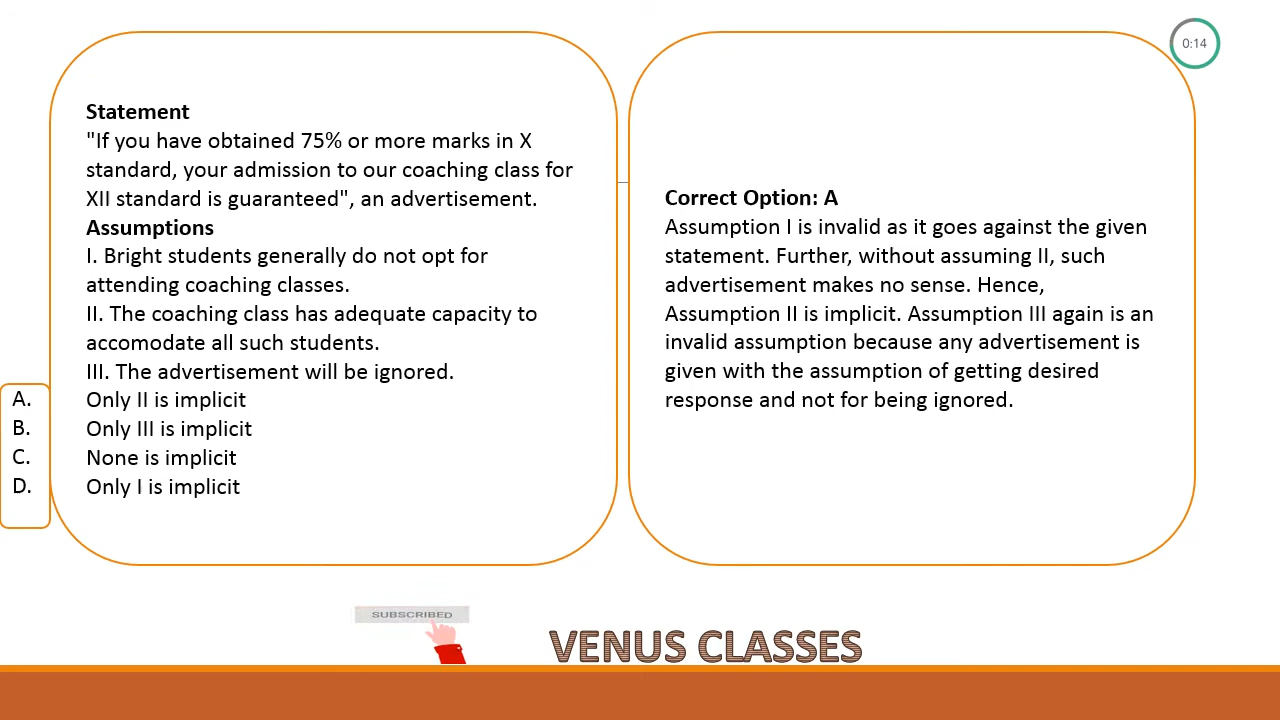 0:14
Statement
"If you have obtained 75% or more marks in X
standard, your admission to our coaching class for
XII standard is guaranteed", an advertisement.
Assumptions
I. Bright students generally do not opt for
attending coaching classes.
II. The coaching class has adequate capacity to
accomodate all such students.
III. The advertisement will be ignored.
A. Only II is implicit
B. Only III is implicit
C. None is implicit
D. Only I is implicit
Correct Option: A
Assumption I is invalid as it goes against the given
statement. Further, without assuming II, such
advertisement makes no sense. Hence,
Assumption II is implicit. Assumption III again is an
invalid assumption because any advertisement is
given with the assumption of getting desired
response and not for being ignored.
SUBSCRIBED
VENUS CLASSES